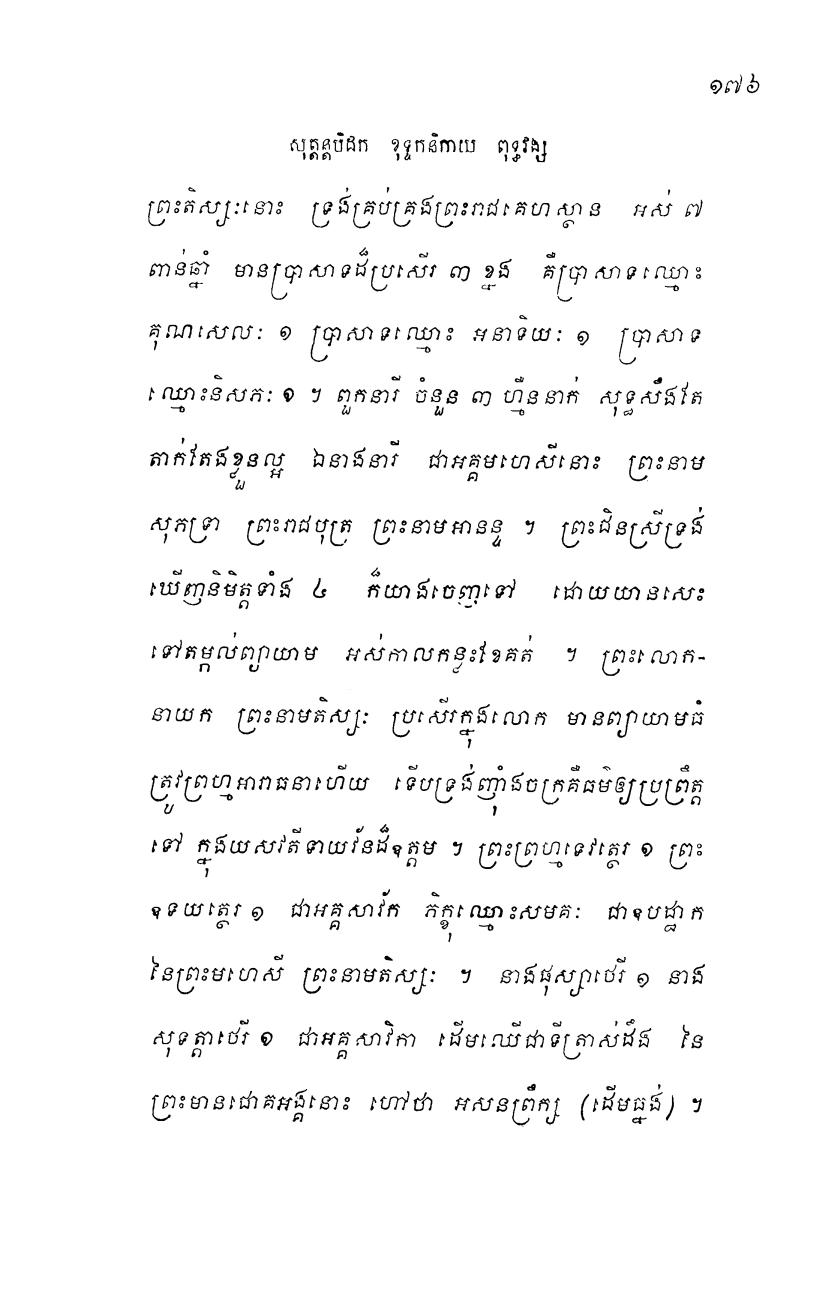 ១៧៦
សុត្តន្តបិដក ខុទ្ទកនិកាយ ពុទ្ធវង្ស
ព្រះតិស្សៈនោះ ទ្រង់គ្រប់គ្រងព្រះរាជគេហស្ថាន អស់ ៧
ពាន់ឆ្នាំ មានប្រាសាទដ៏ប្រសើរ ៣ ខ្នង គឺប្រាសាទឈ្មោះ
គុណសេលៈ ១ ប្រាសាទឈ្មោះ អនាទិយៈ ១ ប្រាសាទ
ឈ្មោះនិសភៈ ១ ។ ពួកនារី ចំនួន ៣ ហ្មឺននាក់ សុទ្ធសឹងតែ
តាក់តែងខ្លួនល្អ ឯនាងនារី ជាអគ្គមហេសីនោះ ព្រះនាម
សុភទ្រា ព្រះរាជបុត្រ ព្រះនាមអានន្ទ ។ ព្រះជិនស្រីទ្រង់
ឃើញនិមិត្តទាំង ៤ ក៏យាងចេញទៅ ដោយយានសេះ
ទៅតម្កល់ព្យាយាម អស់កាលកន្លះខែគត់ ។ ព្រះលោក-
នាយក ព្រះនាមតិស្សៈ ប្រសើរក្នុងលោក មានព្យាយាមធំ
ត្រូវព្រហ្មអារាធនាហើយ ទើបទ្រង់ញុំាងចក្រគឺធម៌ឲ្យប្រព្រឹត្ត
ទៅ ក្នុងយសវតីទាយវ័នដ៏ឧត្តម ។ ព្រះព្រហ្មទេវត្ថេរ ១ ព្រះ
ឧទយត្ថេរ ១ ជាអគ្គសាវ័ក ភិក្ខុឈ្មោះសមគៈ ជាឧបដ្ឋាក
នៃព្រះមហេសី ព្រះនាមតិស្សៈ ។ នាងផុស្សាថេរី ១ នាង
សុទត្តាថេរី ១ ជាអគ្គសាវិកា ដើមឈើជាទីត្រាស់ដឹង នៃ
ព្រះមានជោគអង្គនោះ ហៅថា អសនព្រឹក្ស (ដើមធ្នង់) ។